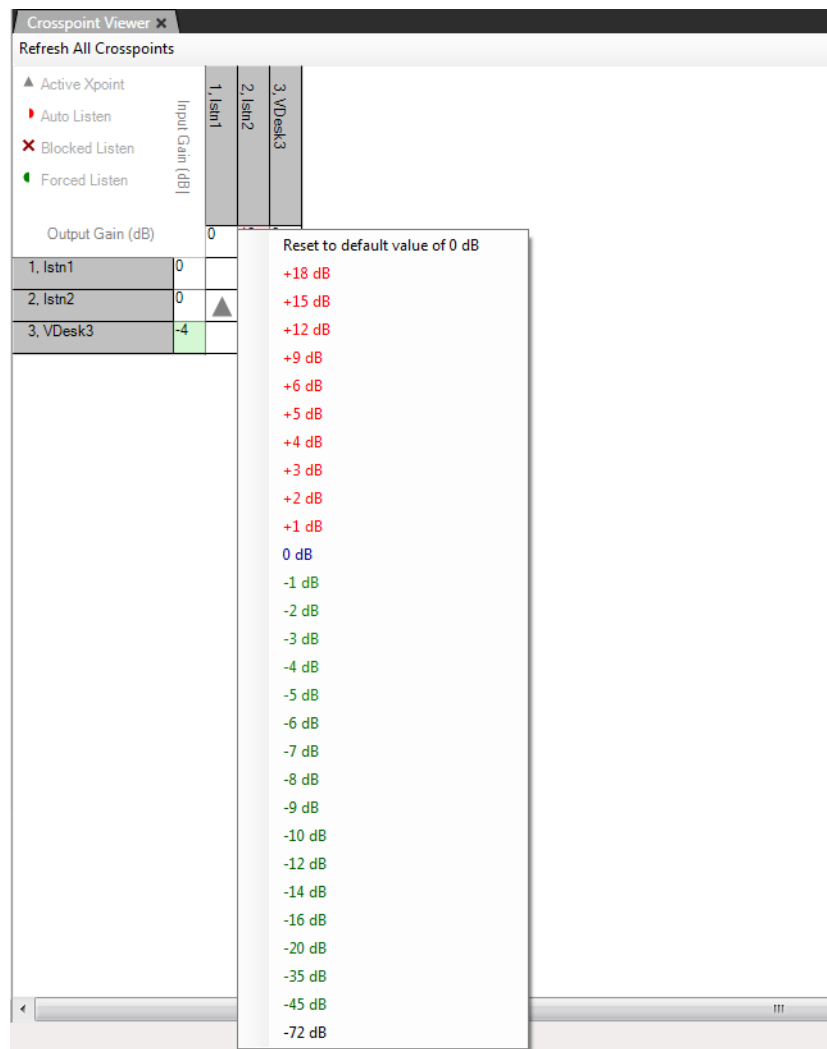 Crosspoint Viewer
Refresh All Crosspoints
Active Xpoint
Auto Listen
Blocked Listen
Forced Listen
Input Gain (dB)
1, Istn1
2, Istn2
3, VDesk3
Output Gain (dB)
0
1, Istn1
0
2, Istn2
0
3, VDesk3
-4
Reset to default value of 0 dB
+18 dB
+15 dB
+12 dB
+9 dB
+6 dB
+5 dB
+4 dB
+3 dB
+2 dB
+1 dB
0 dB
-1 dB
-2 dB
-3 dB
-4 dB
-5 dB
-6 dB
-7 dB
-8 dB
-9 dB
-10 dB
-12 dB
-14 dB
-16 dB
-20 dB
-35 dB
-45 dB
-72 dB